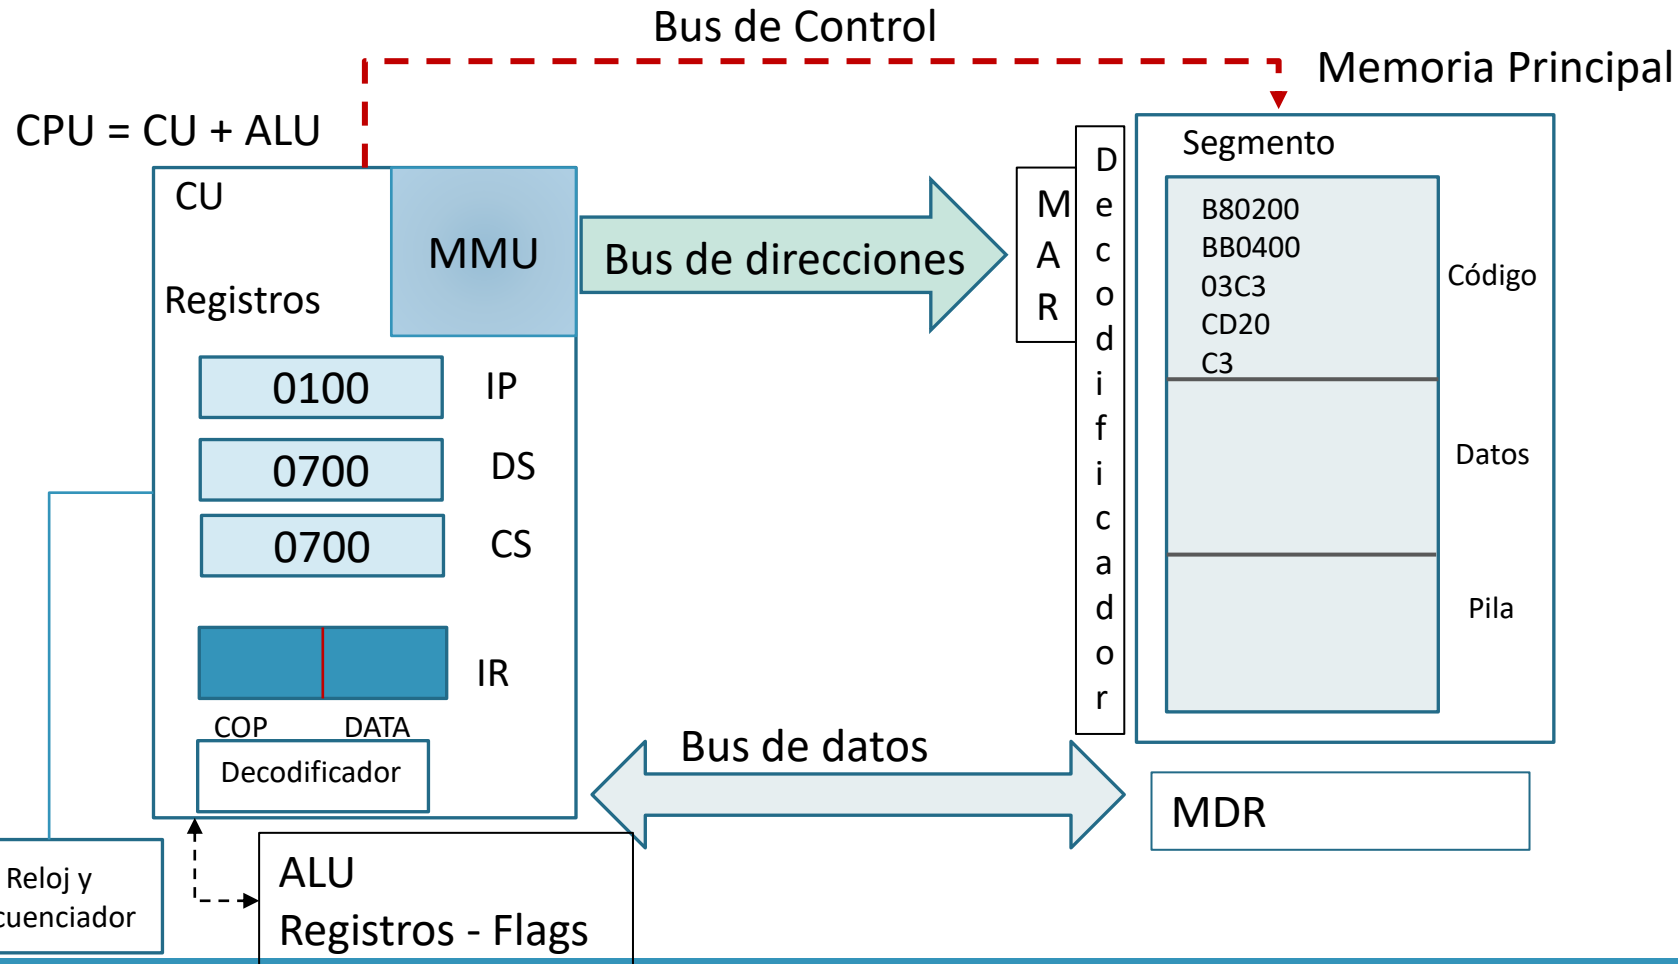 Bus de Control
Memoria Principal
CPU = CU + ALU
CU
MMU
Registros
0100 IP
0700 DS
0700 CS
IR
COP DATA
Decodificador
Reloj y
cuenciador
ALU
Registros - Flags
Bus de direcciones
MAR
Decodificador
Bus de datos
Segmento
B80200
BB0400
03C3
CD20
C3
Código
Datos
Pila
MDR